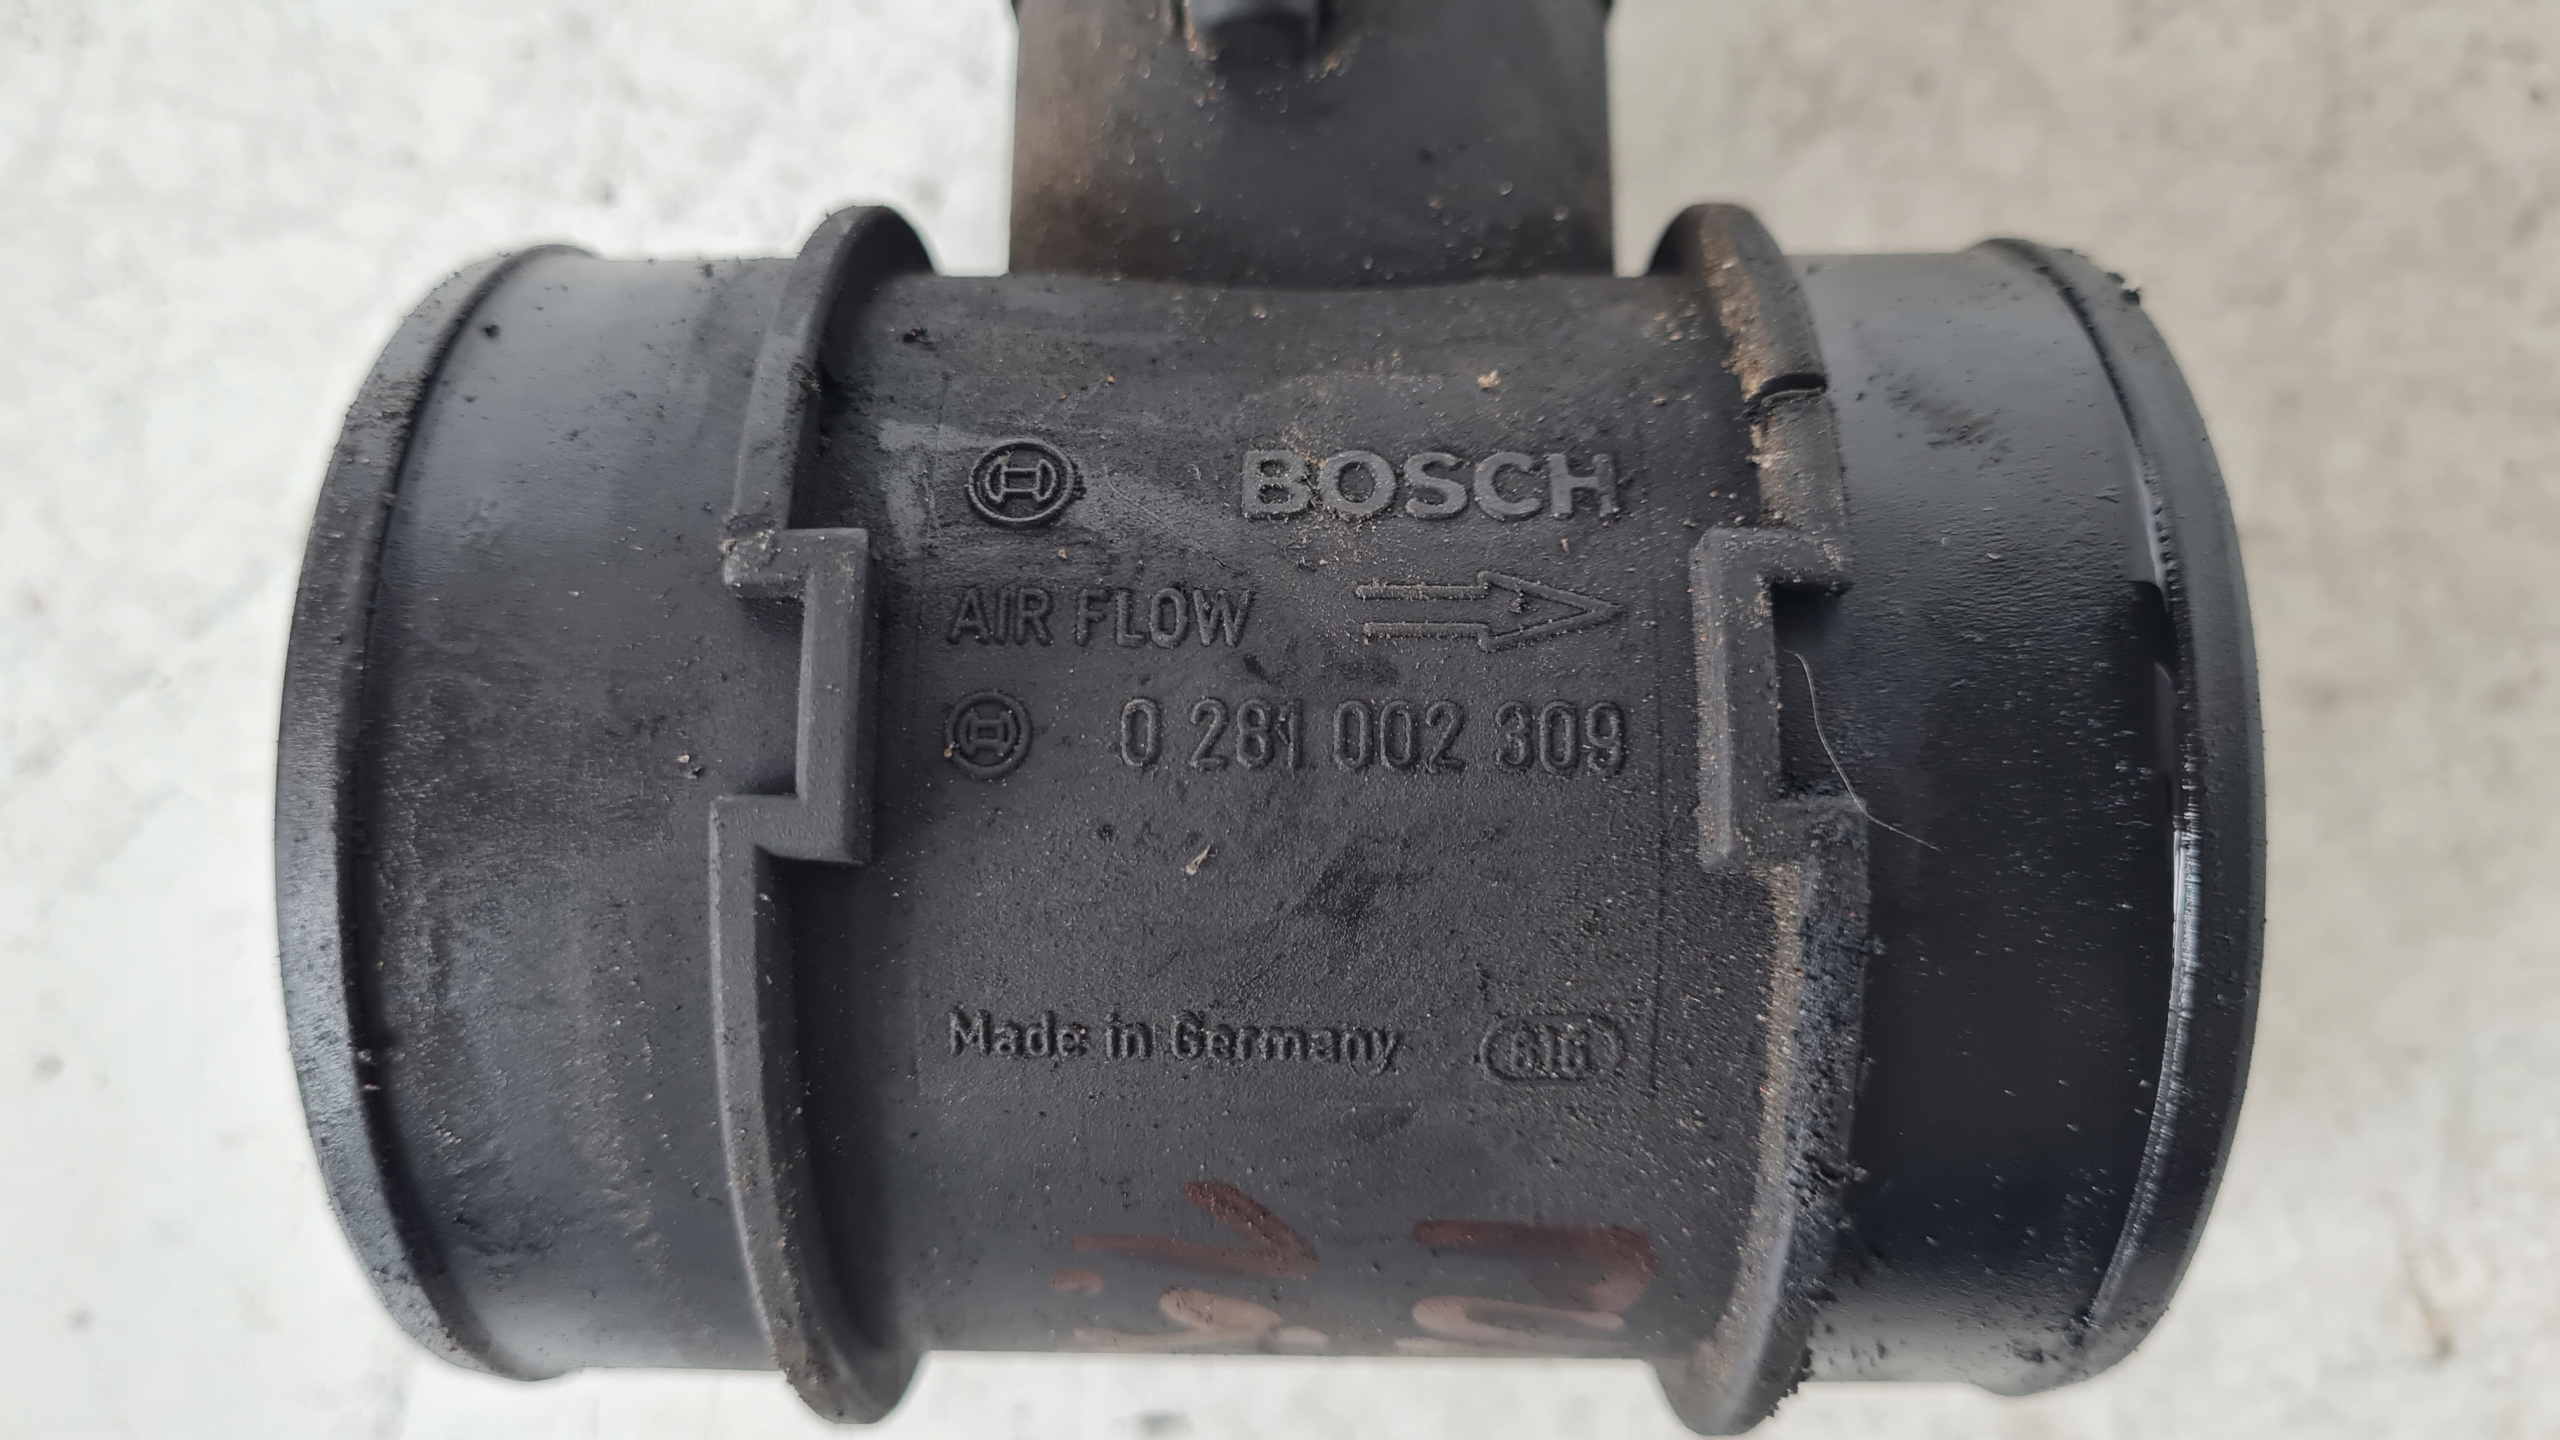 BOSCH
AIR FLOW
0 281 002 309
Made in Germany